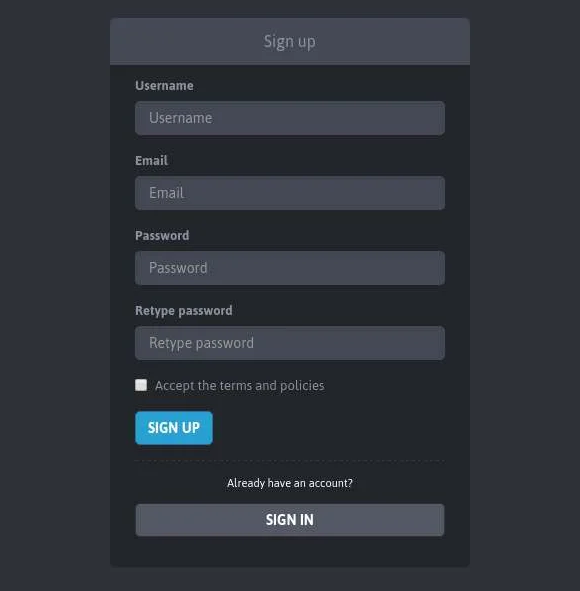 Sign up
Username
Username
Email
Email
Password
Password
Retype password
Retype password
Accept the terms and policies
SIGN UP
Already have an account?
SIGN IN